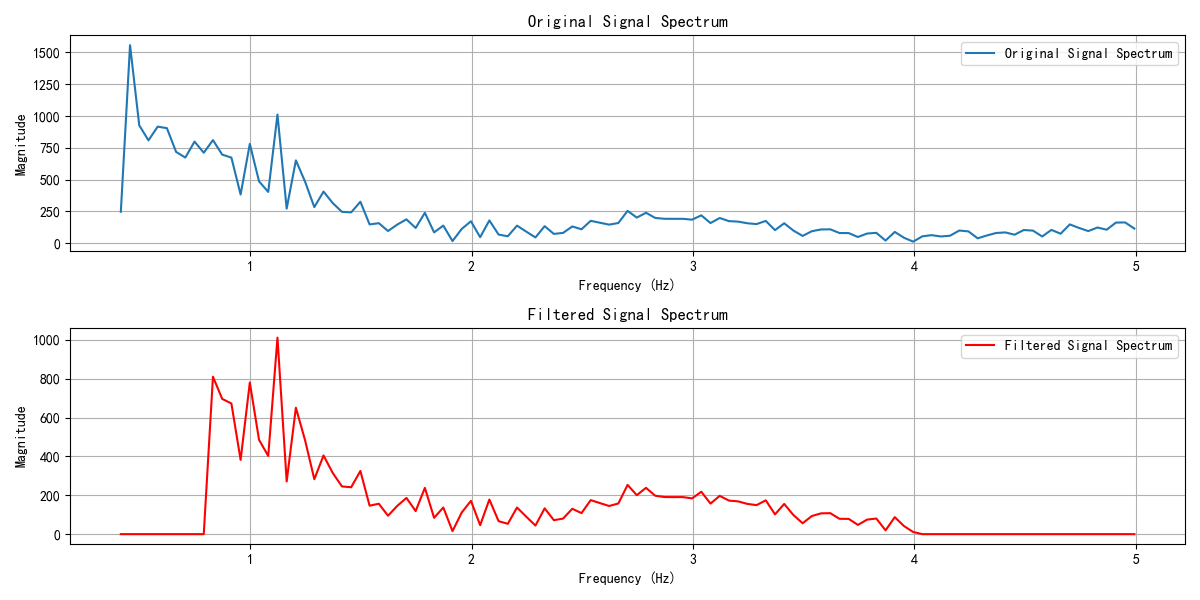 Original Signal Spectrum
Original Signal Spectrum
Magnitude
1500
1250
1000
750
500
250
0
1 2 3 4 5
Frequency (Hz)
Filtered Signal Spectrum
Filtered Signal Spectrum
Magnitude
1000
800
600
400
200
0
1 2 3 4 5
Frequency (Hz)